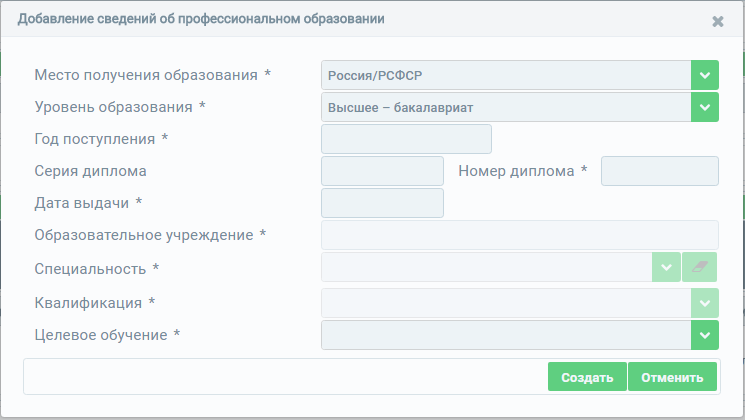 Добавление сведений об профессиональном образовании
Место получения образования * Россия/РСФСР
Уровень образования * Высшее – бакалавриат
Год поступления *
Серия диплома Номер диплома *
Дата выдачи *
Образовательное учреждение *
Специальность *
Квалификация *
Целевое обучение *
Создать Отменить